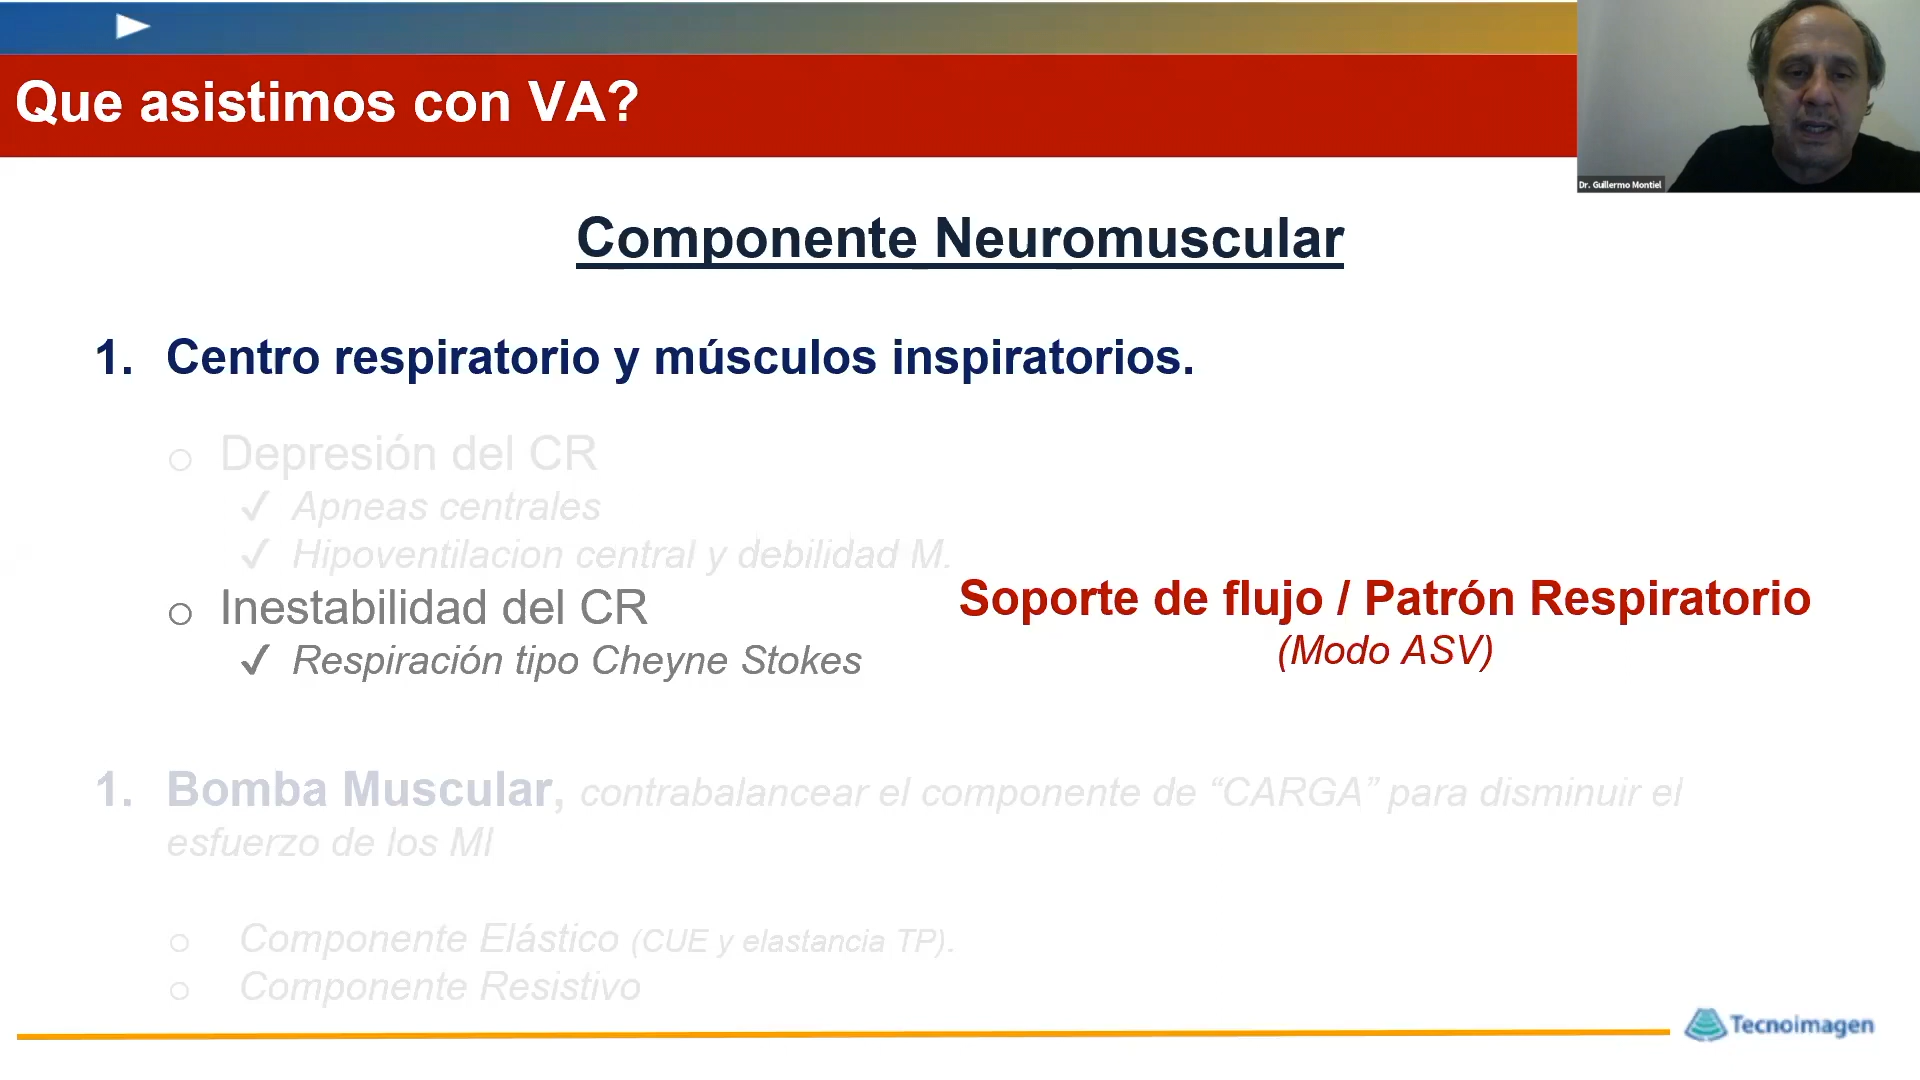 Que asistimos con VA?
Dr. Guillermo Montiel
Componente Neuromuscular
1. Centro respiratorio y músculos inspiratorios.
o Depresión del CR
✓ Apneas centrales
✓ Hipoventilacion central y debilidad M.
o Inestabilidad del CR
✓ Respiración tipo Cheyne Stokes
Soporte de flujo / Patrón Respiratorio
(Modo ASV)
1. Bomba Muscular, contrabalancear el componente de “CARGA” para disminuir el
esfuerzo de los MI
o Componente Elástico (CUE y elastancia TP).
o Componente Resistivo
Tecnoimagen